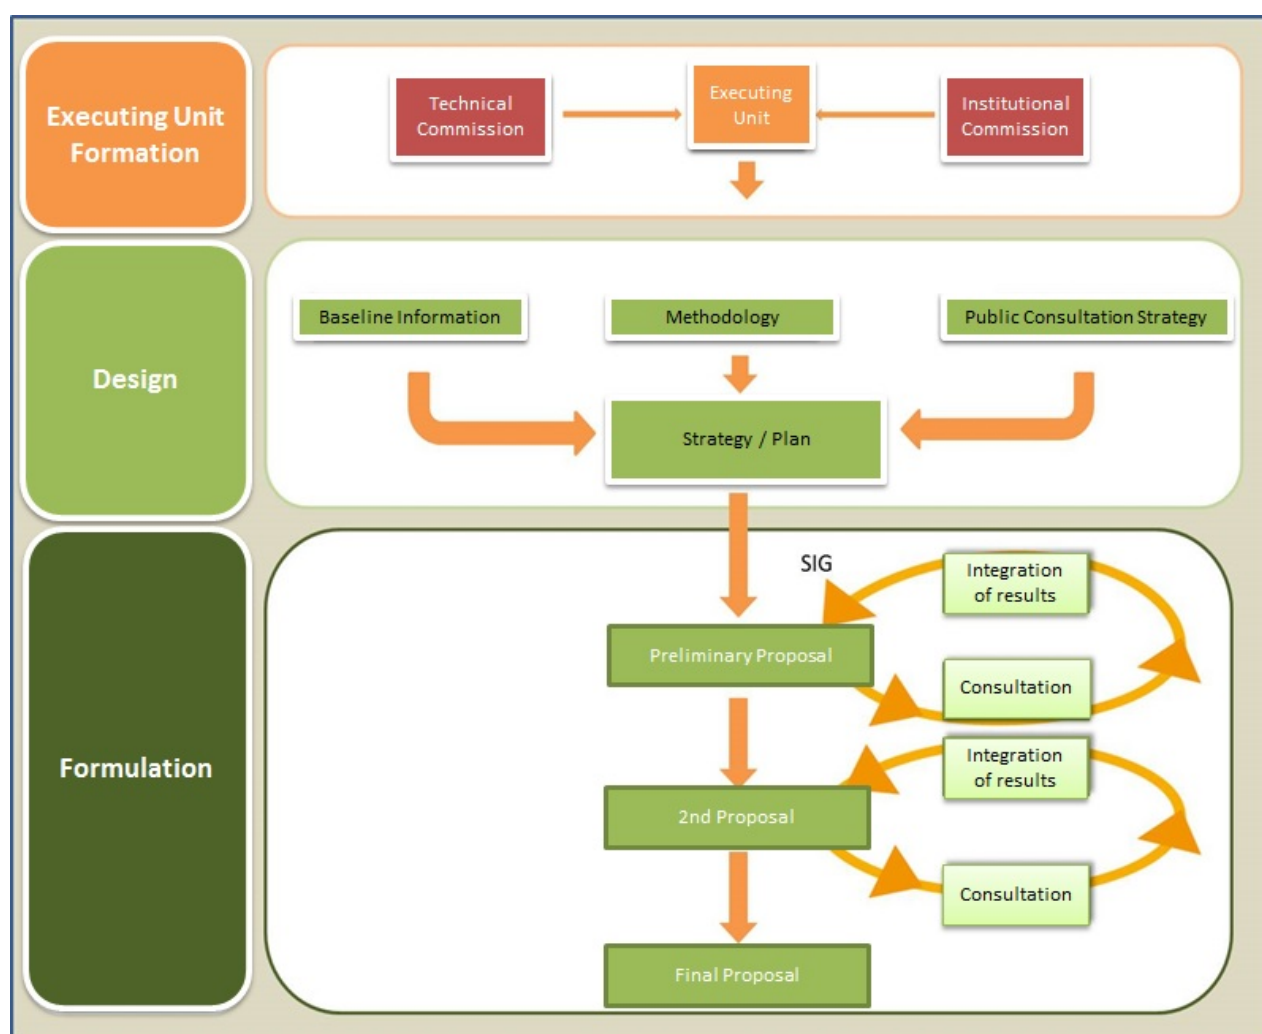 Executing Unit
Formation
Technical
Commission
Executing
Unit
Institutional
Commission
Design
Baseline Information
Methodology
Public Consultation Strategy
Strategy / Plan
Formulation
SIG
Integration
of results
Preliminary Proposal
Consultation
Integration
of results
2nd Proposal
Consultation
Final Proposal